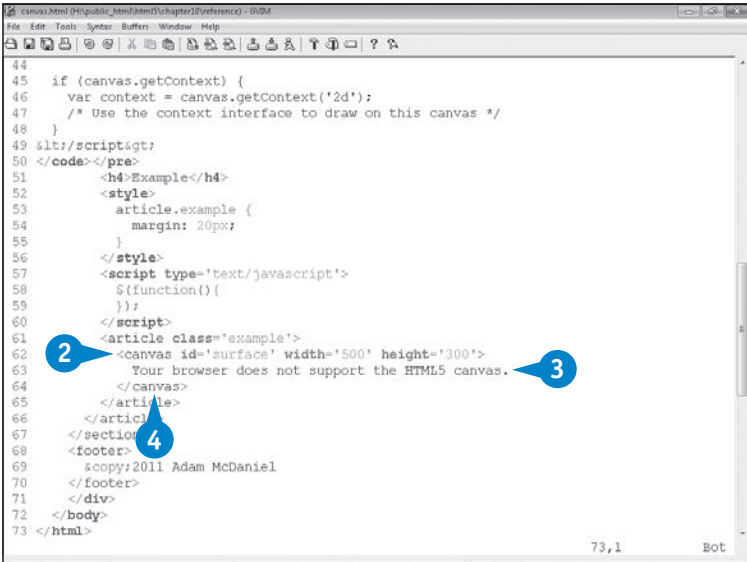 canvas.html (H:\public_html\html5\chapter10\reference) - GVIM
File Edit Tools Syntax Buffers Window Help
44
45 if (canvas.getContext) {
46 var context = canvas.getContext('2d');
47 /* Use the context interface to draw on this canvas */
48 }
49 &lt;/script&gt;
50 </code></pre>
51 <h4>Example</h4>
52 <style>
53 article.example {
54 margin: 20px;
55 }
56 </style>
57 <script type='text/javascript'>
58 $(function(){
59 });
60 </script>
61 <article class='example'>
2
62 <canvas id='surface' width='500' height='300'>
63 Your browser does not support the HTML5 canvas.
3
64 </canvas>
65 </article>
66 </article
67 </section
4
68 <footer>
69 &copy;2011 Adam McDaniel
70 </footer>
71 </div>
72 </body>
73 </html>
73,1 Bot